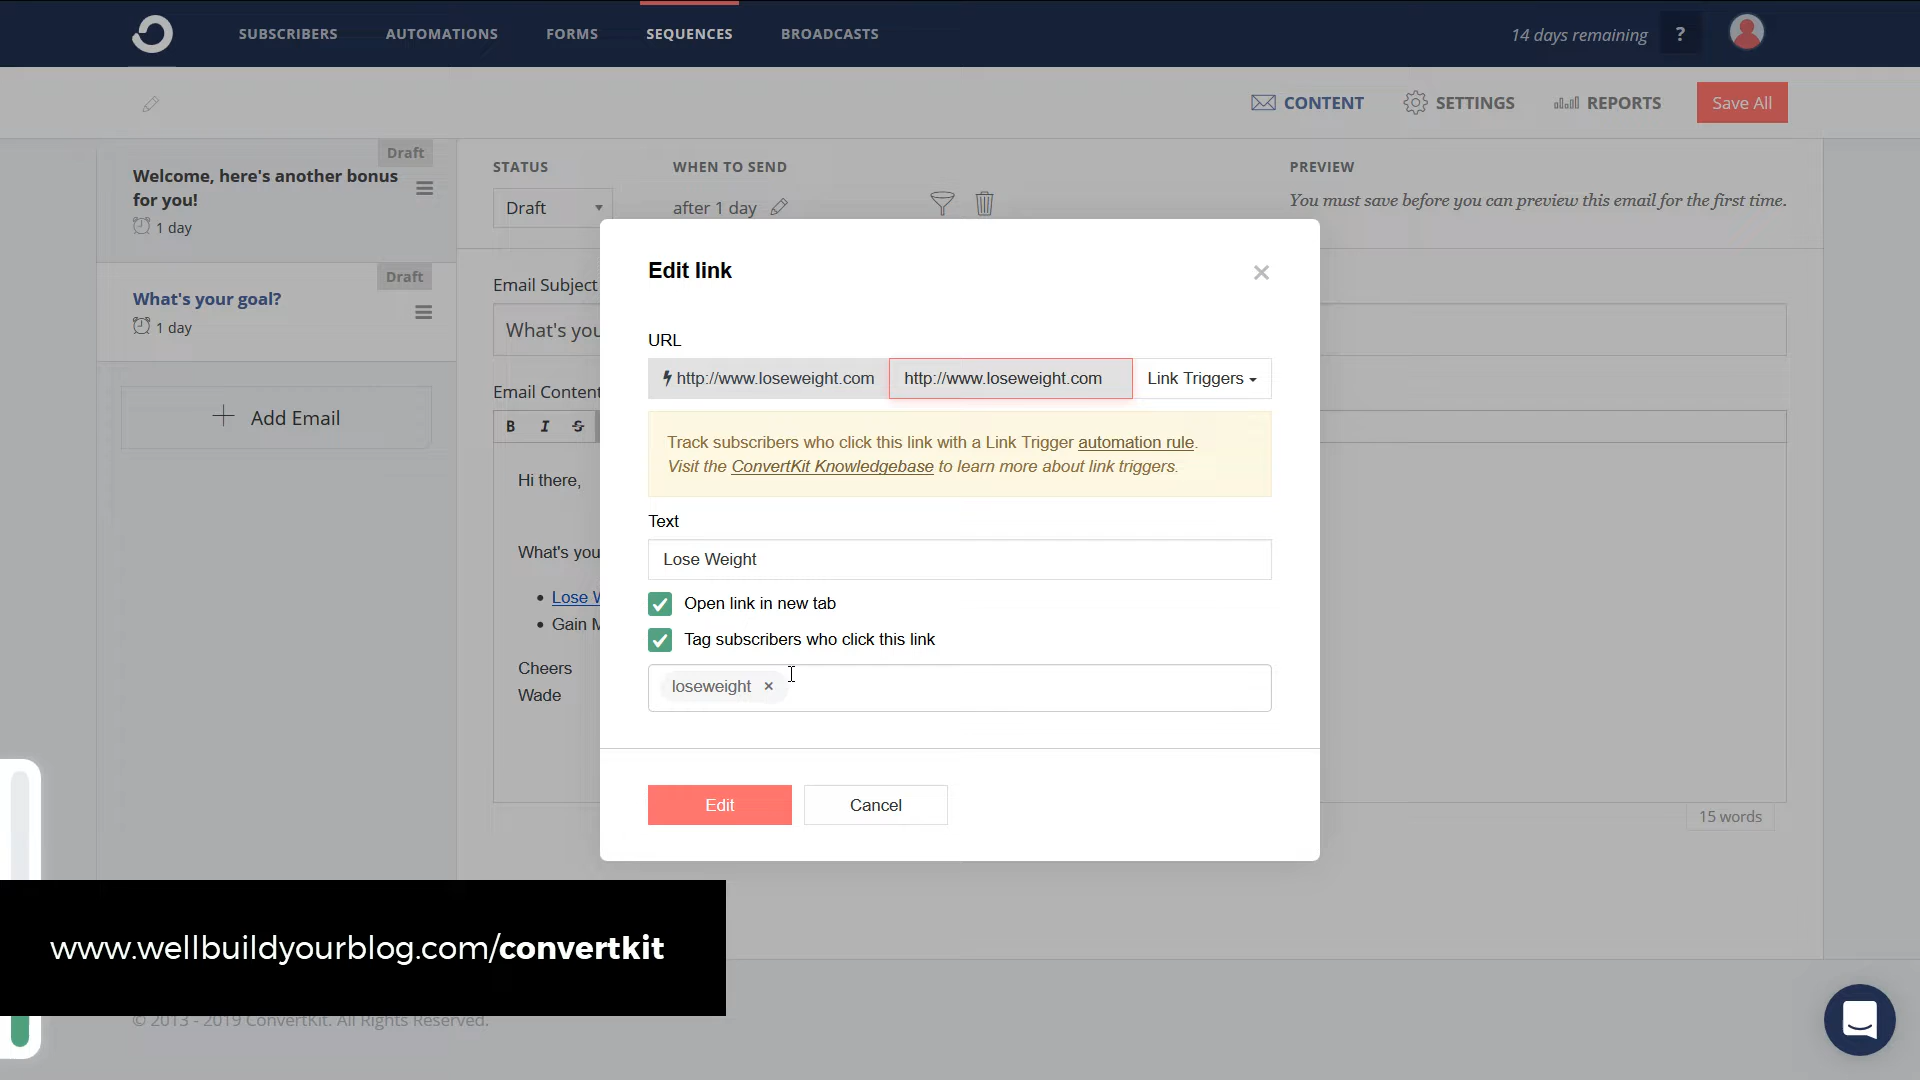 SUBSCRIBERS AUTOMATIONS FORMS SEQUENCES BROADCASTS 14 days remaining ?
CONTENT SETTINGS REPORTS Save All
Draft
Welcome, here's another bonus
for you!
1 day
Draft
What's your goal?
1 day
Add Email
STATUS WHEN TO SEND PREVIEW
Draft after 1 day You must save before you can preview this email for the first time.
Email Subject
What's you
Email Content
B I S
Hi there,
What's you
Lose W
Gain M
Cheers
Wade
15 words
Edit link
URL
http://www.loseweight.com http://www.loseweight.com Link Triggers
Track subscribers who click this link with a Link Trigger automation rule.
Visit the ConvertKit Knowledgebase to learn more about link triggers.
Text
Lose Weight
Open link in new tab
Tag subscribers who click this link
loseweight ×
Edit Cancel
www.wellbuildyourblog.com/convertkit
© 2013 - 2019 ConvertKit. All Rights Reserved.